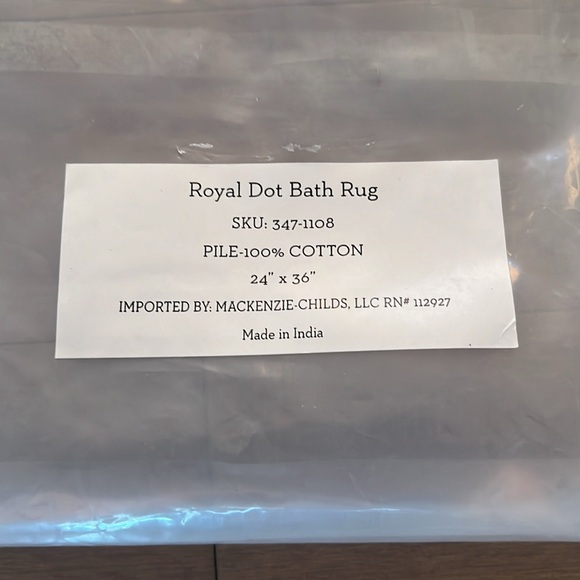 Royal Dot Bath Rug
SKU: 347-1108
PILE-100% COTTON
24" x 36"
IMPORTED BY: MACKENZIE-CHILDS, LLC RN# 112927
Made in India